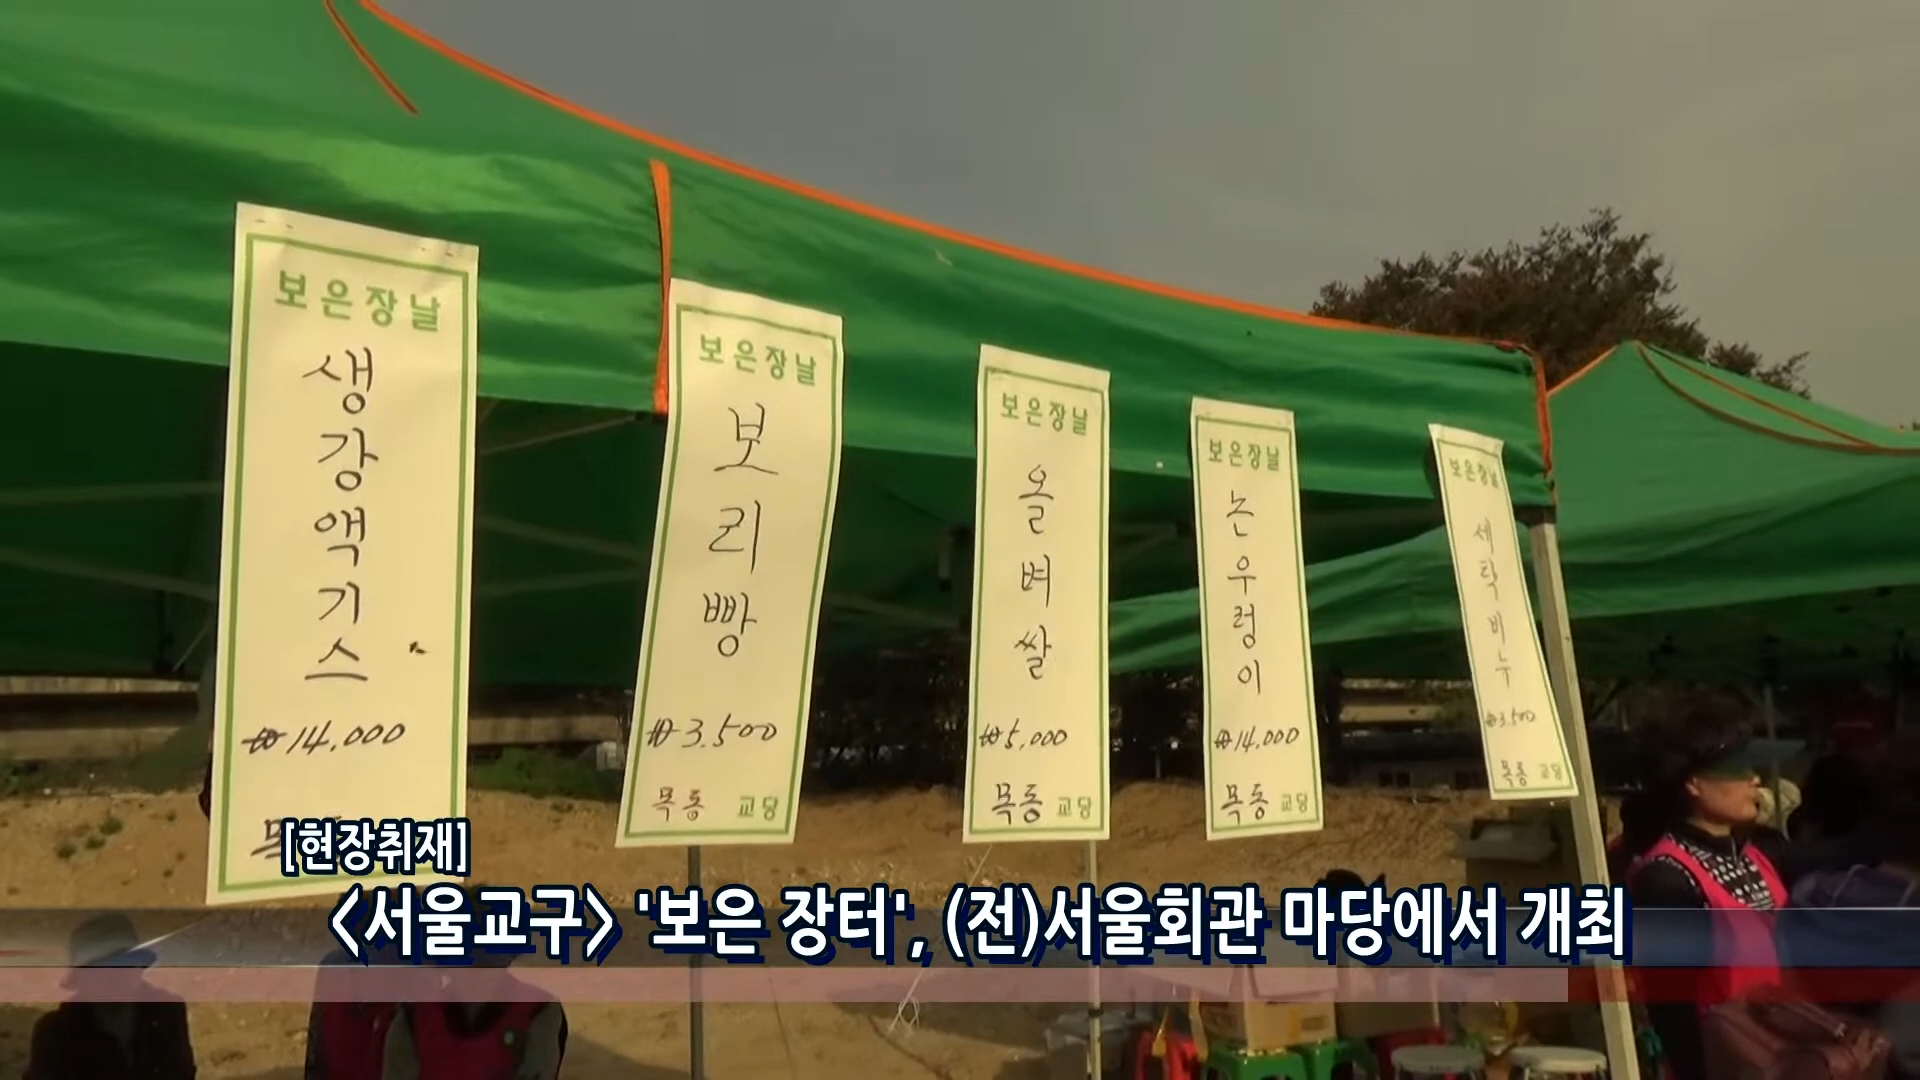 보은장날
생강액기스
₩14,000
보은장날
보리빵
₩3.500
목동 교당
보은장날
올벼쌀
₩5,000
목동 교당
보은장날
논우렁이
₩14,000
목동 교당
보은장날
세탁비누
₩3.500
목동 교당
[현장취재]
<서울교구> '보은 장터', (전)서울회관 마당에서 개최